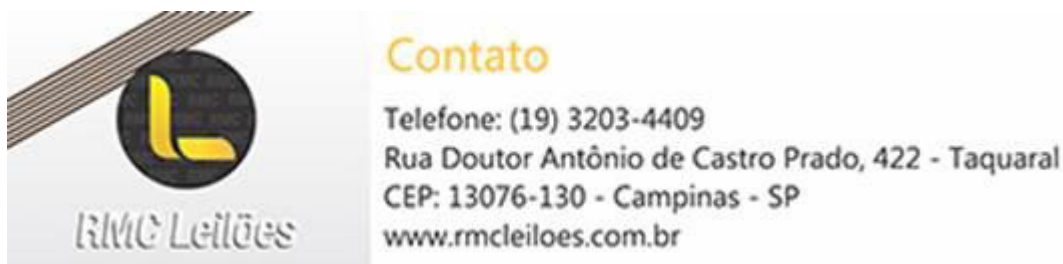 RMC Leilões
Contato
Telefone: (19) 3203-4409
Rua Doutor Antônio de Castro Prado, 422 - Taquaral
CEP: 13076-130 - Campinas - SP
www.rmcleiloes.com.br